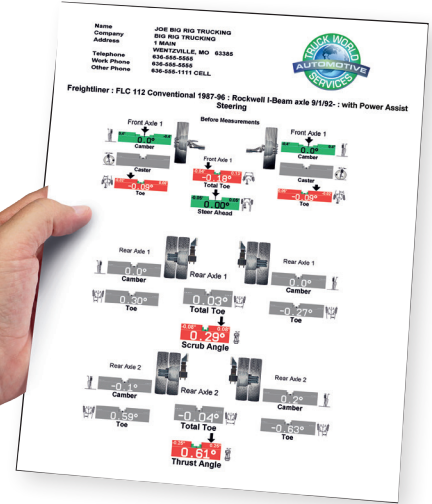 Name JOE BIG RIG TRUCKING
Company BIG RIG TRUCKING
Address 1 MAIN
WENTZVILLE, MO 63385
Telephone 636-555-5555
Work Phone 636-555-5555
Other Phone 636-555-1111 CELL
TRUCK WORLD
AUTOMOTIVE
SERVICES
Freightliner : FLC 112 Conventional 1987-96 : Rockwell I-Beam axle 9/1/92- : with Power Assist
Steering
Before Measurements
Front Axle 1 Front Axle 1
0.0° 0.0°
Camber Camber
Front Axle 1
Caster Caster
-0.09° -0.18° -0.09°
Toe Total Toe Toe
0.00°
Steer Ahead
Rear Axle 1 Rear Axle 1 Rear Axle 1
0.0° 0.0°
Camber Camber
0.30° 0.03° -0.27°
Toe Total Toe Toe
0.29°
Scrub Angle
Rear Axle 2 Rear Axle 2 Rear Axle 2
-0.1° 0.2°
Camber Camber
0.59° -0.04° -0.63°
Toe Total Toe Toe
0.61°
Thrust Angle